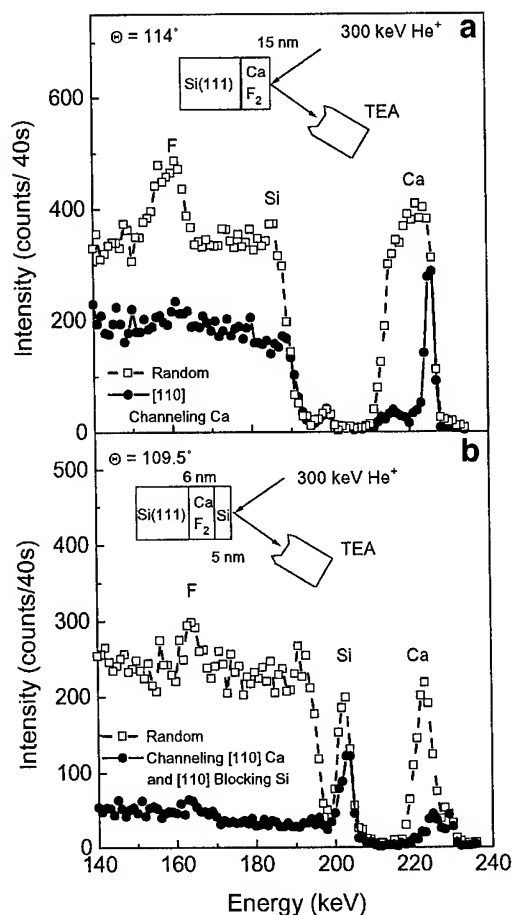 a
Θ = 114°
15 nm
300 keV He⁺
Si(111)
Ca
F₂
TEA
F
Si
Ca
600
400
200
0
Intensity (counts/ 40s)
Random
[110]
Channeling Ca
b
Θ = 109.5°
6 nm
300 keV He⁺
Si(111)
Ca
F₂
Si
5 nm
TEA
F
Si
Ca
500
400
300
200
100
0
Intensity (counts/40s)
Random
Channeling [110] Ca
and [110] Blocking Si
140 160 180 200 220 240
Energy (keV)